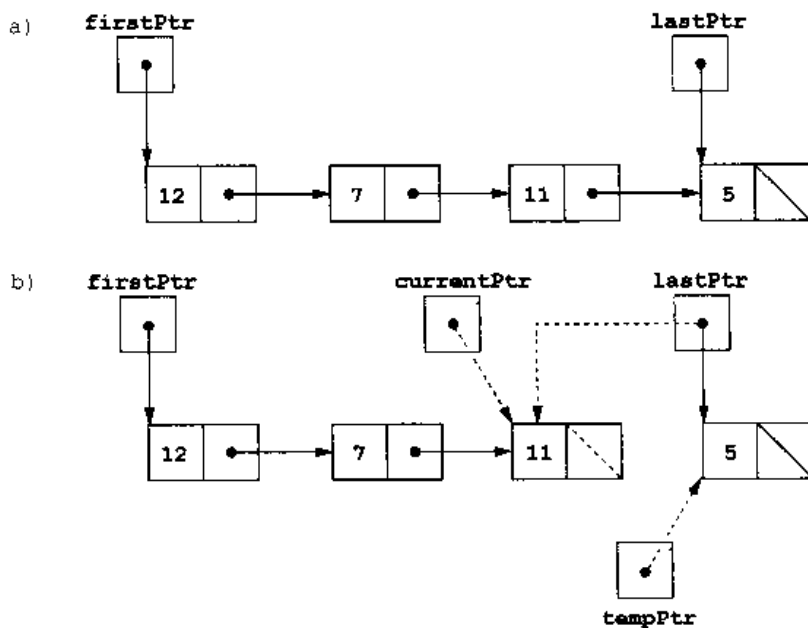 a) firstPtr lastPtr
12 7 11 5
b) firstPtr currentPtr lastPtr
12 7 11 5
tempPtr